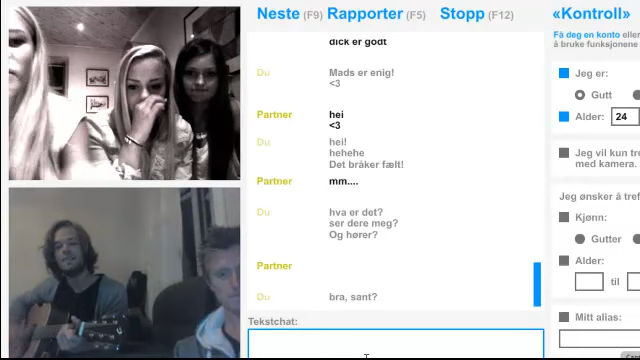 Neste (F9) Rapporter (F5) Stopp (F12)
dick er godt
Du Mads er enig!
<3
Partner hei
<3
Du hei!
hehehe
Det bråker fælt!
Partner mm....
Du hva er det?
ser dere meg?
Og hører?
Partner
Du bra, sant?
Tekstchat:
«Kontroll»
Få deg en konto eller
å bruke funksjonene
Jeg er:
Gutt
Alder: 24
Jeg vil kun
med kamera.
Jeg ønsker å
Kjønn:
Gutter
Alder:
til
Mitt alias: